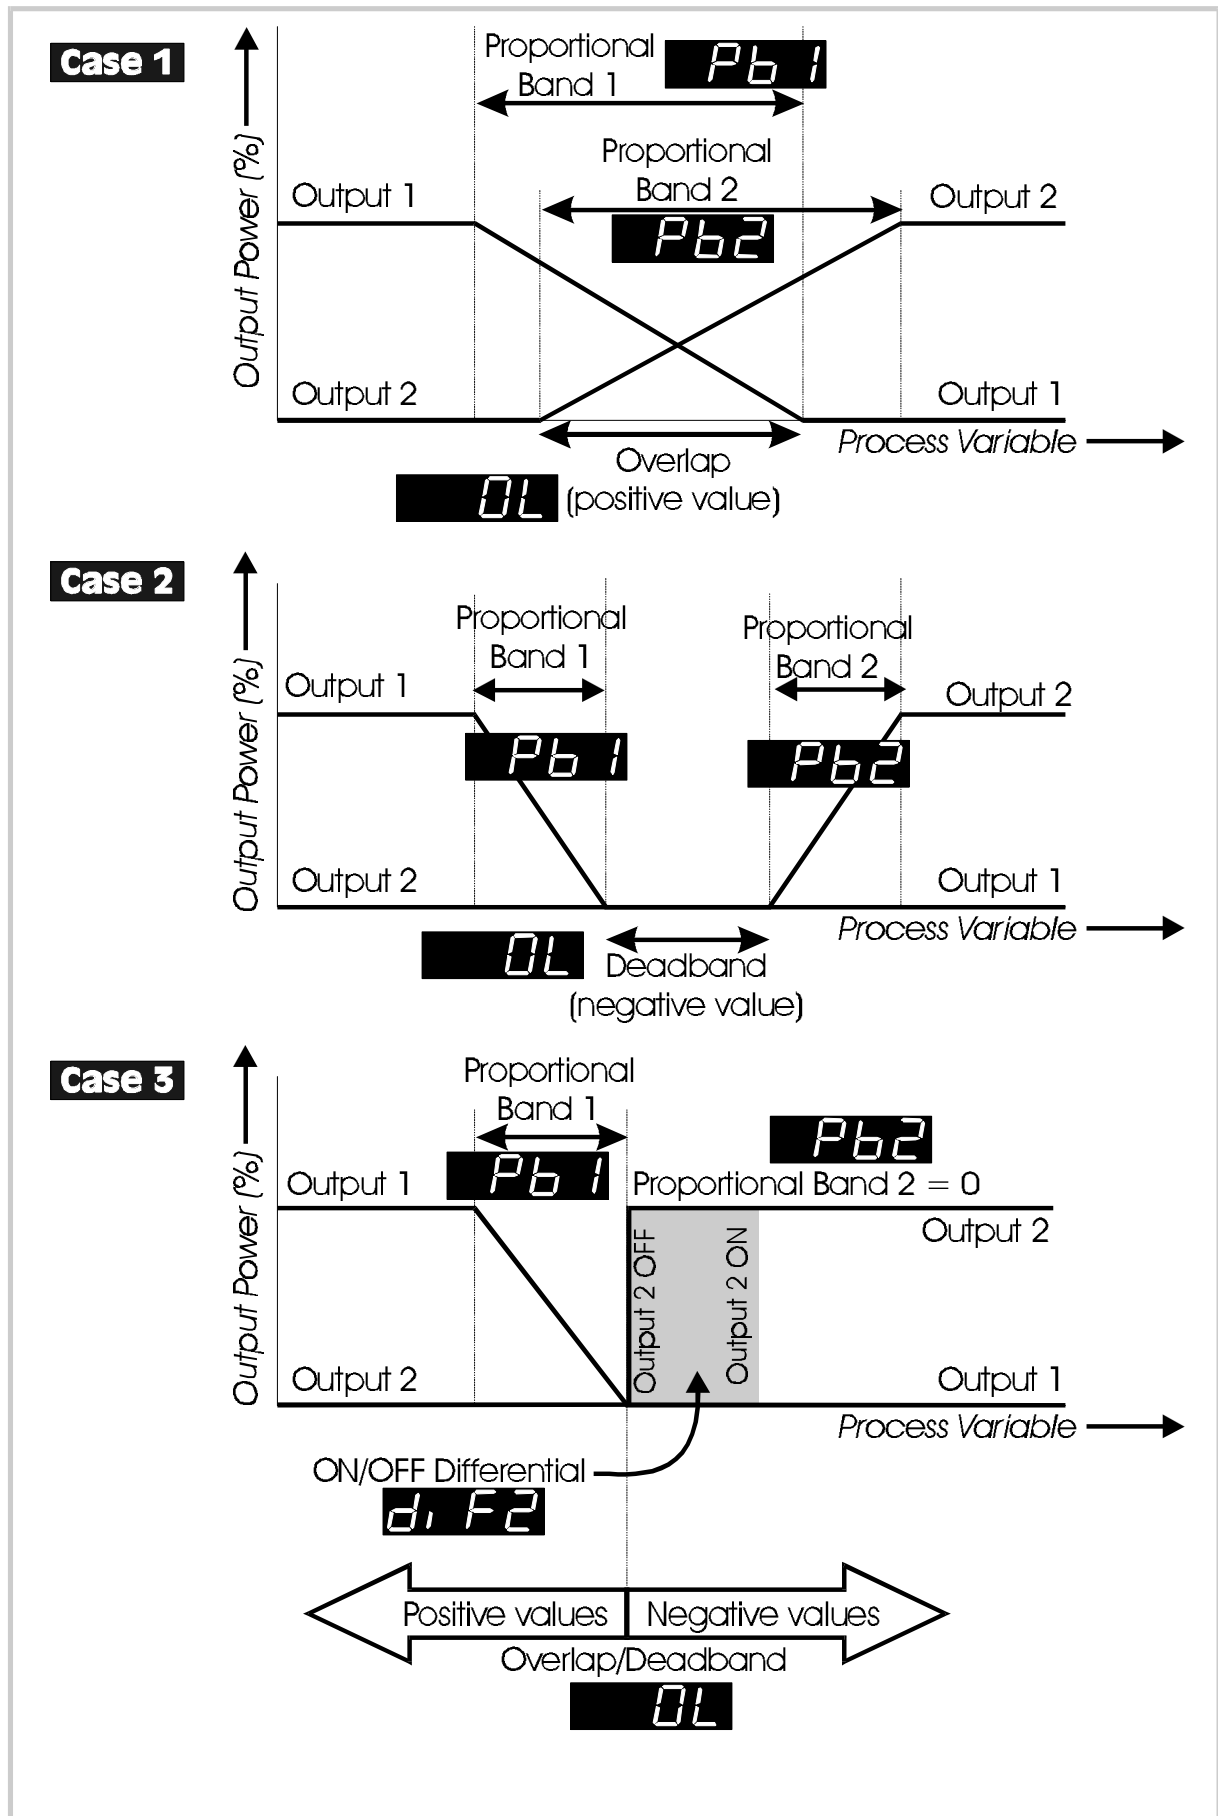 Case 1
Proportional
Band 1
Pb1
Output Power (%)
Proportional
Band 2
Output 1
Output 2
Pb2
Output 2
Output 1
Process Variable
Overlap
(positive value)
OL
Case 2
Proportional
Band 1
Proportional
Band 2
Output Power (%)
Output 1
Output 2
Pb1
Pb2
Output 2
Output 1
Process Variable
OL
Deadband
(negative value)
Case 3
Proportional
Band 1
Pb2
Output Power (%)
Output 1
Pb1
Proportional Band 2 = 0
Output 2
Output 2 OFF
Output 2 ON
Output 2
Output 1
Process Variable
ON/OFF Differential
diF2
Positive values
Negative values
Overlap/Deadband
OL